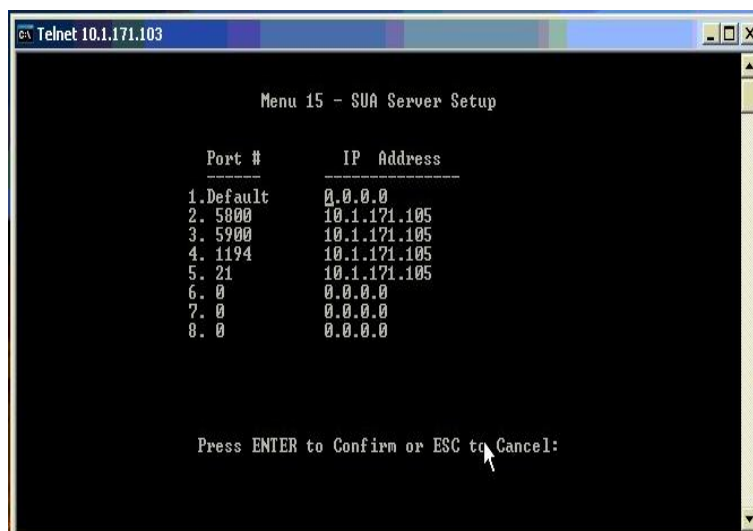 Telnet 10.1.171.103
Menu 15 - SUA Server Setup
Port # IP Address
------ ---------------
1.Default 0.0.0.0
2. 5800 10.1.171.105
3. 5900 10.1.171.105
4. 1194 10.1.171.105
5. 21 10.1.171.105
6. 0 0.0.0.0
7. 0 0.0.0.0
8. 0 0.0.0.0
Press ENTER to Confirm or ESC to Cancel: